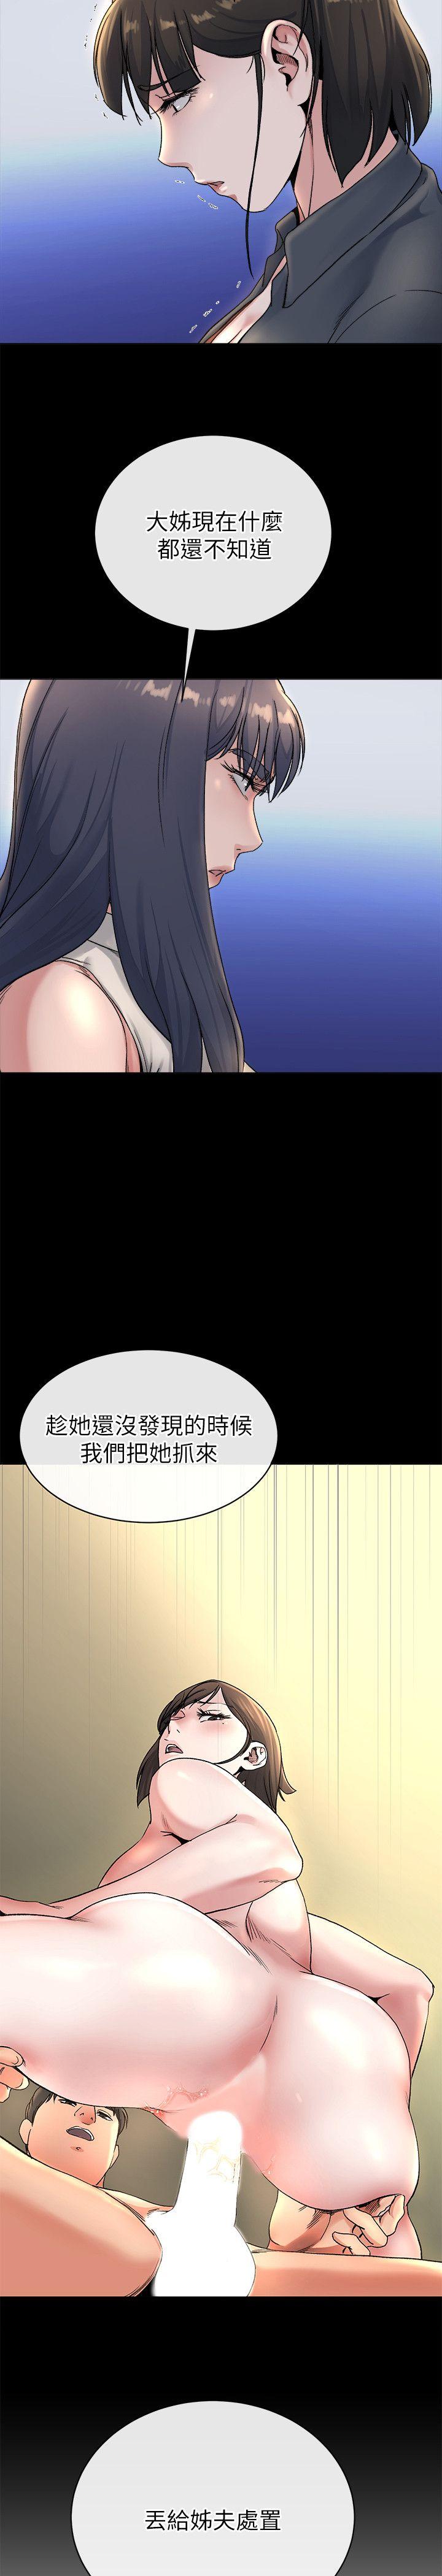 大姊現在什麼
都還不知道
趁她還沒發現的時候
我們把她抓來
丟給姊夫處置